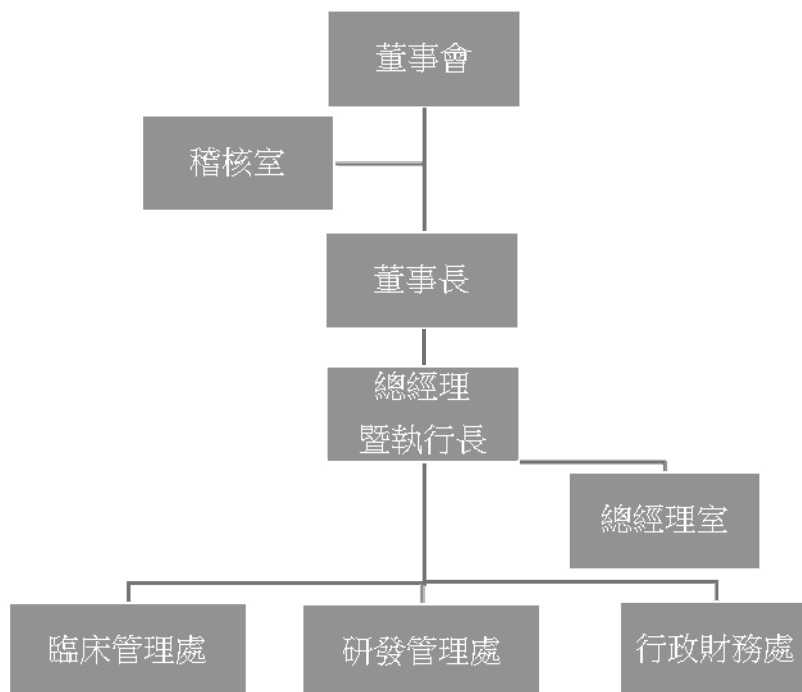 董事會
稽核室
董事長
總經理
暨執行長
總經理室
臨床管理處
研發管理處
行政財務處